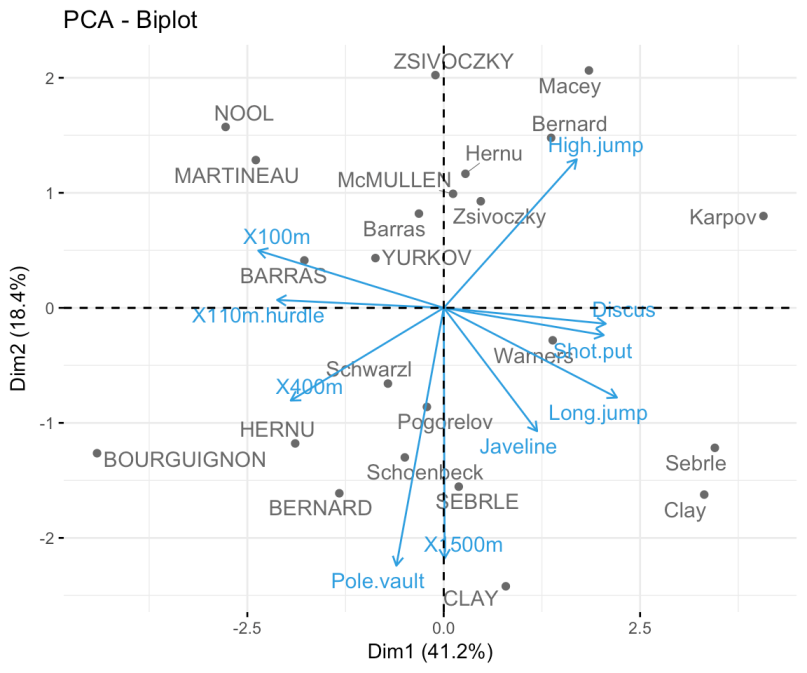 PCA - Biplot
ZSIVOCZKY
Macey
NOOL
Bernard
High.jump
Hernu
MARTINEAU
McMULLEN
Zsivoczky
Karpov
Barras
X100m
YURKOV
BARRAS
X110m.hurdle
Discus
Warners
Shot.put
Schwarzl
X400m
Long.jump
Pogorelov
HERNU
Javeline
BOURGUIGNON
Schoenbeck
Sebrle
BERNARD
SEBRLE
Clay
X1500m
Pole.vault
CLAY
2
1
0
-1
-2
Dim2 (18.4%)
-2.5
0.0
2.5
Dim1 (41.2%)